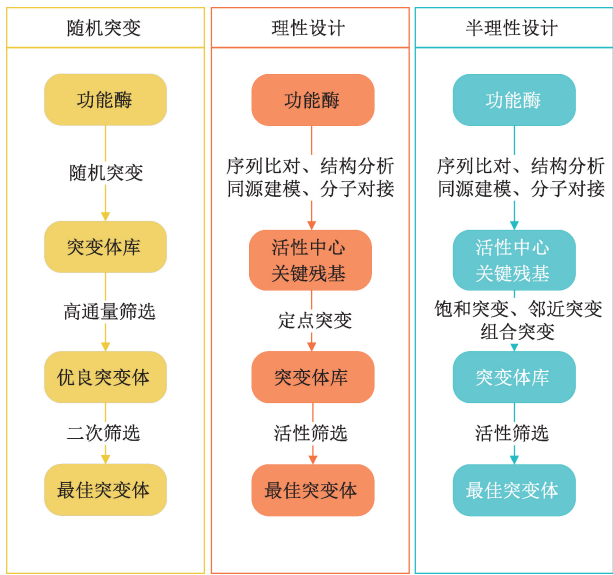 随机突变
功能酶
随机突变
突变体库
高通量筛选
优良突变体
二次筛选
最佳突变体
理性设计
功能酶
序列比对、结构分析
同源建模、分子对接
活性中心
关键残基
定点突变
突变体库
活性筛选
最佳突变体
半理性设计
功能酶
序列比对、结构分析
同源建模、分子对接
活性中心
关键残基
饱和突变、邻近突变
组合突变
突变体库
活性筛选
最佳突变体